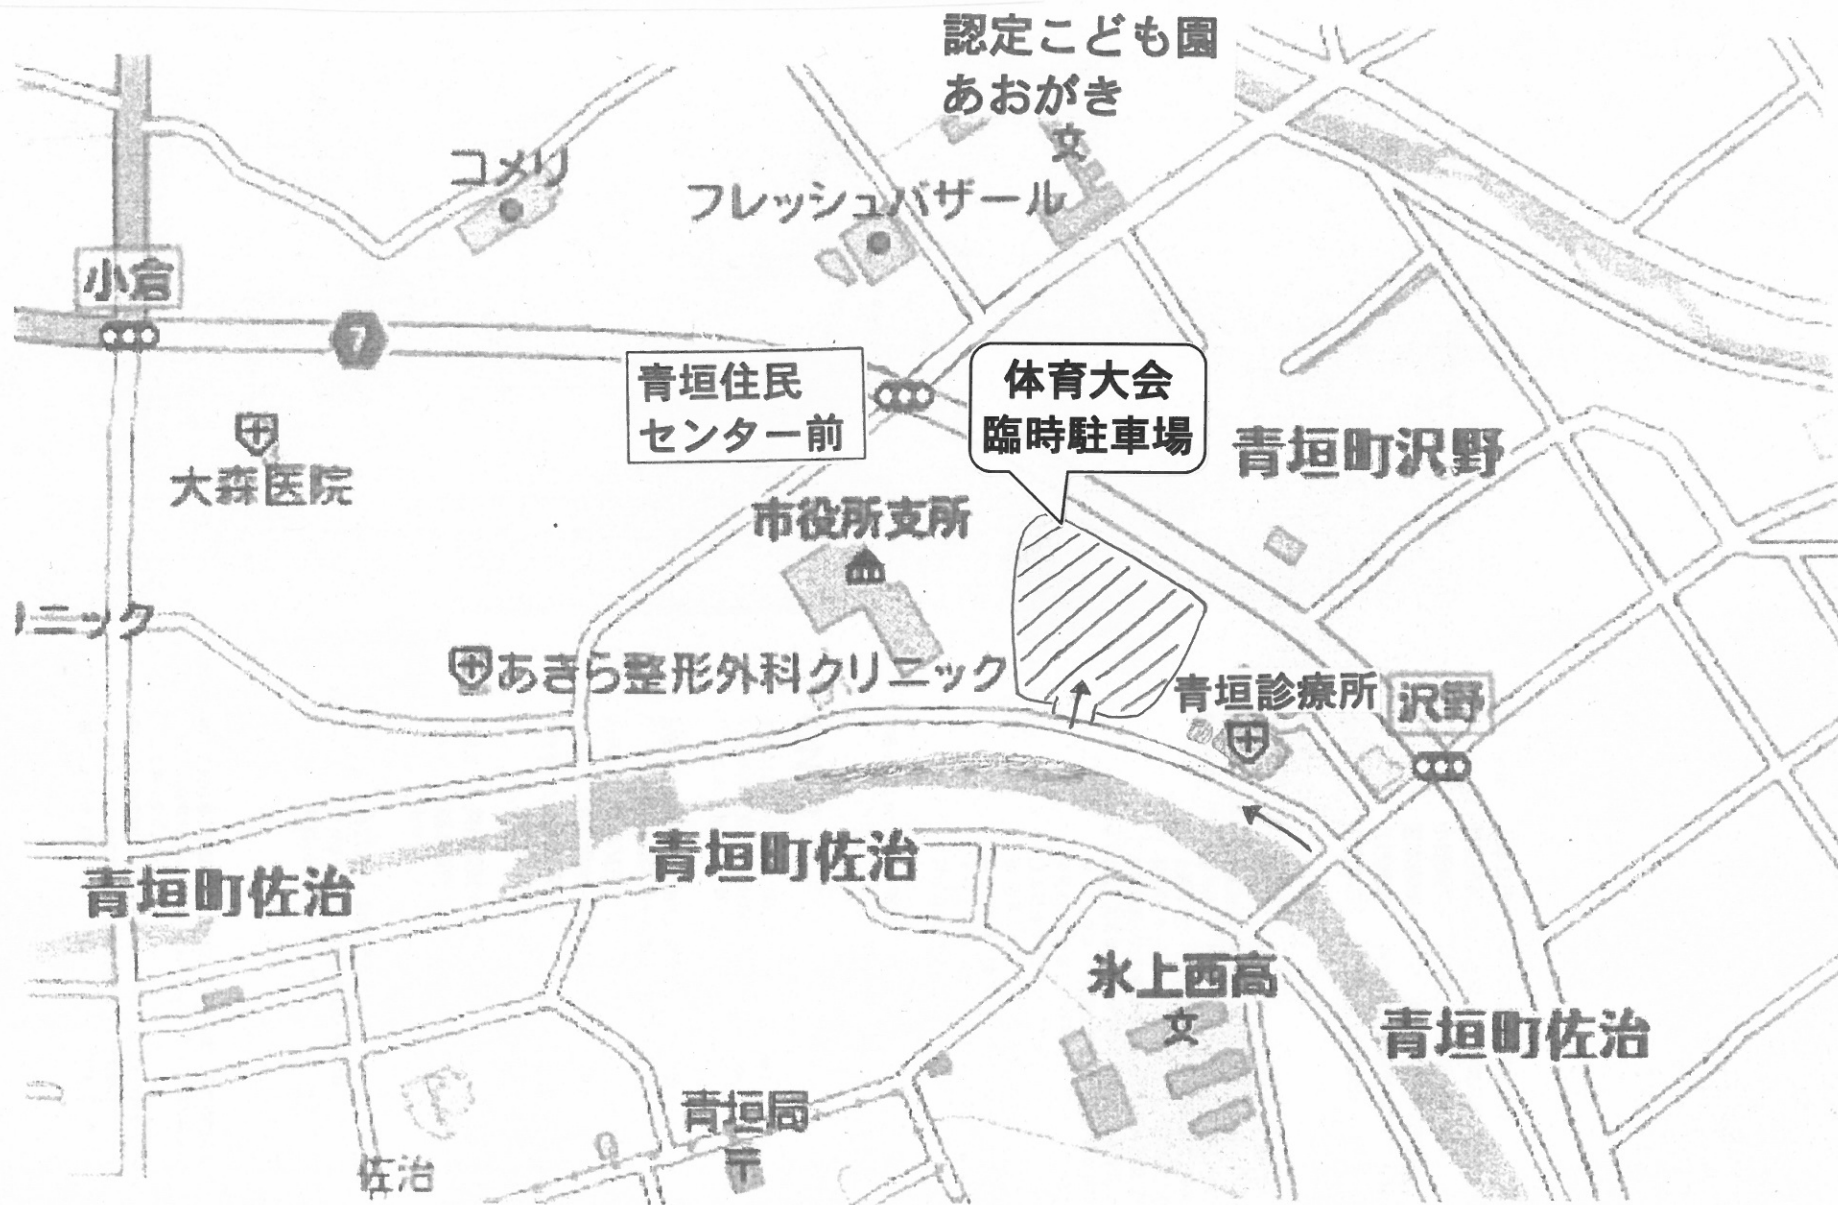 認定こども園
あおがき
文
コメリ
フレッシュバザール
小倉
7
青垣住民
センター前
体育大会
臨時駐車場
青垣町沢野
大森医院
市役所支所
リニック
あきら整形外科クリニック
青垣診療所
沢野
青垣町佐治
青垣町佐治
氷上西高
文
青垣町佐治
青垣局
〒
佐治